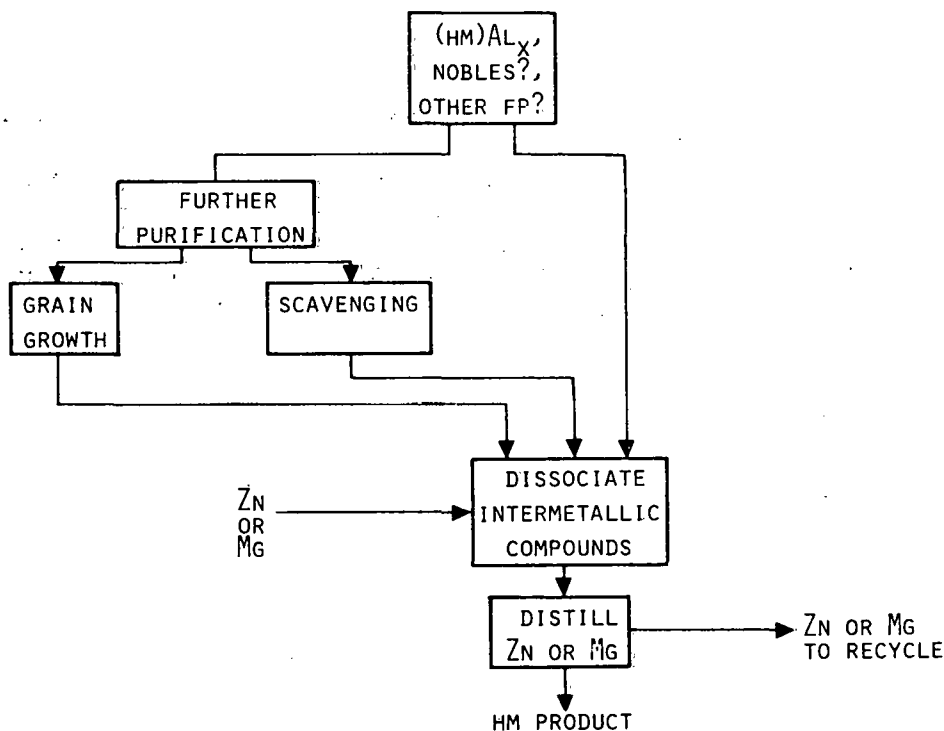 (HM)ALX,
NOBLES?,
OTHER FP?
FURTHER
PURIFICATION
GRAIN
GROWTH
SCAVENGING
ZN
OR
MG
DISSOCIATE
INTERMETALLIC
COMPOUNDS
DISTILL
ZN OR MG
ZN OR MG
TO RECYCLE
HM PRODUCT